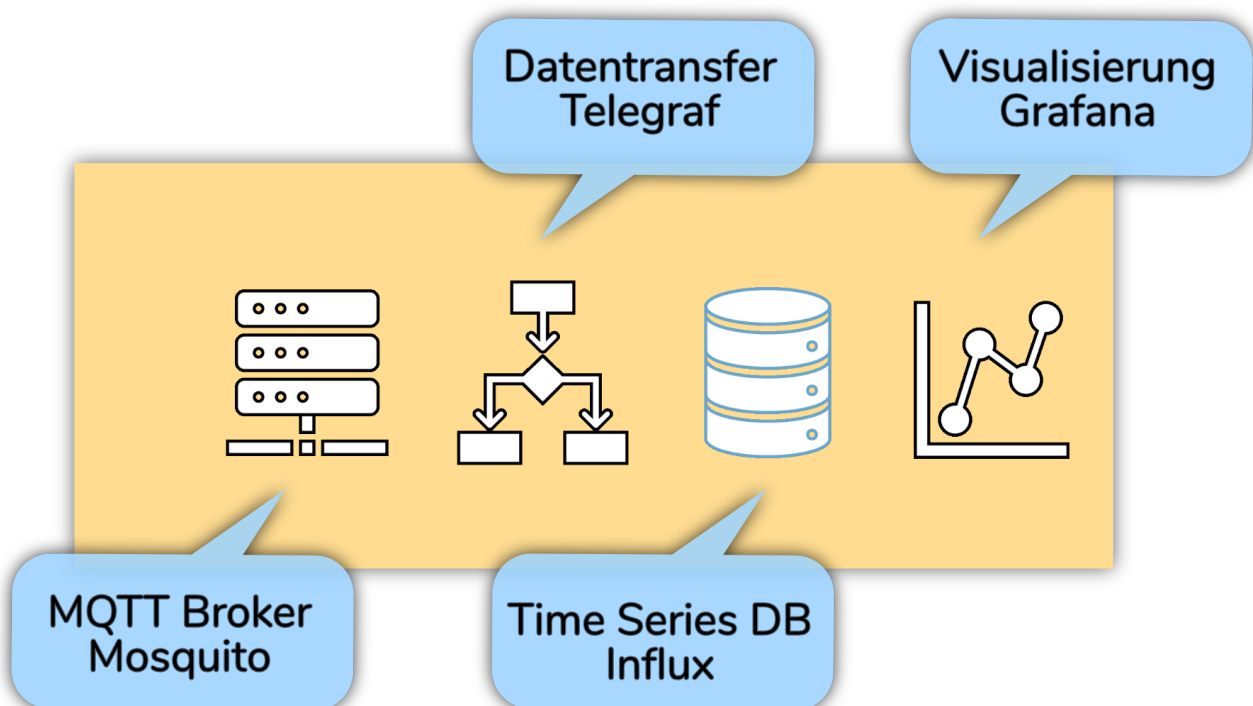 Datentransfer
Telegraf
Visualisierung
Grafana
MQTT Broker
Mosquito
Time Series DB
Influx